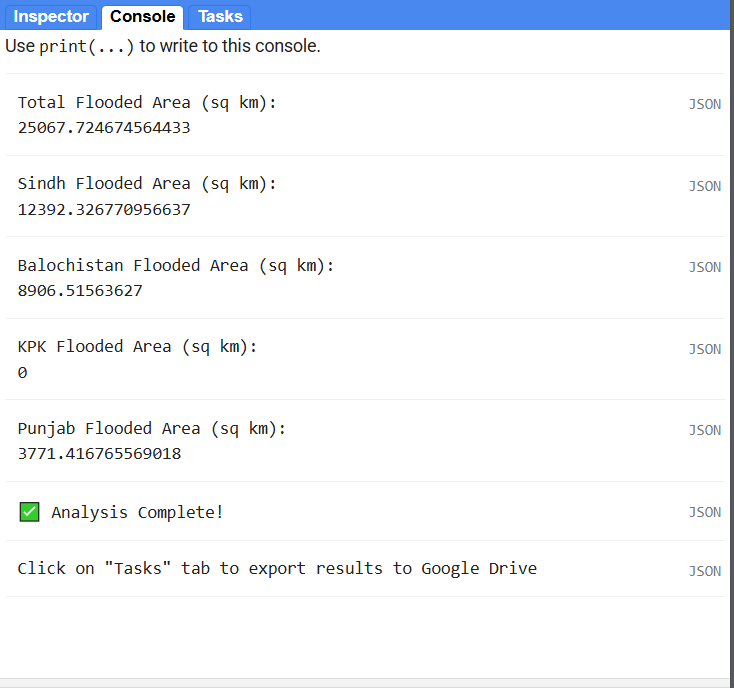 Inspector Console Tasks
Use print(...) to write to this console.
Total Flooded Area (sq km): JSON
25067.724674564433
Sindh Flooded Area (sq km): JSON
12392.326770956637
Balochistan Flooded Area (sq km): JSON
8906.51563627
KPK Flooded Area (sq km): JSON
0
Punjab Flooded Area (sq km): JSON
3771.416765569018
✅ Analysis Complete! JSON
Click on "Tasks" tab to export results to Google Drive JSON